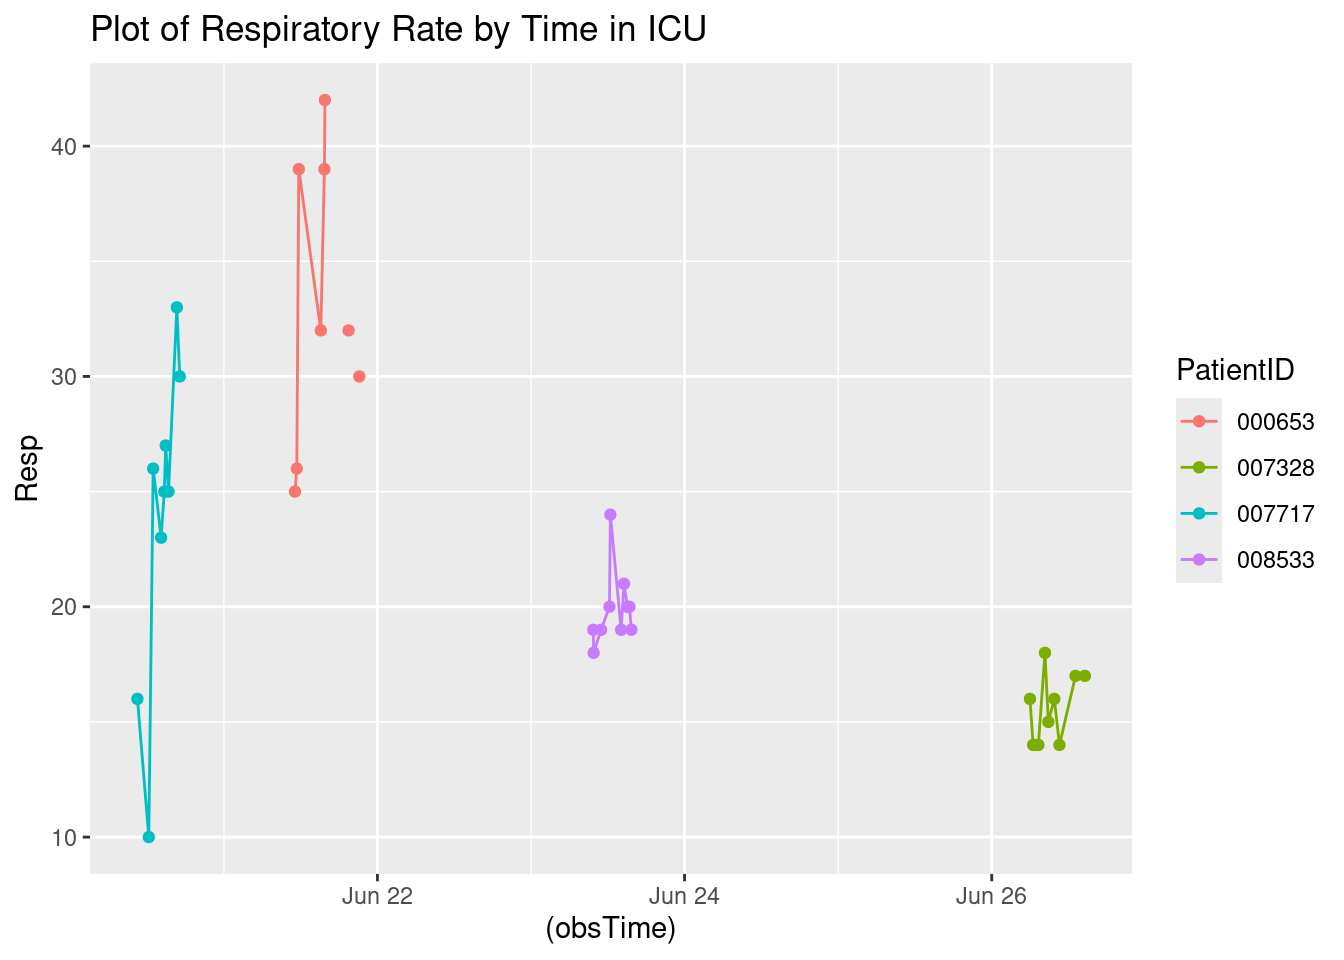 Plot of Respiratory Rate by Time in ICU
40
30
20
10
Resp
Jun 22
Jun 24
Jun 26
(obsTime)
PatientID
000653
007328
007717
008533